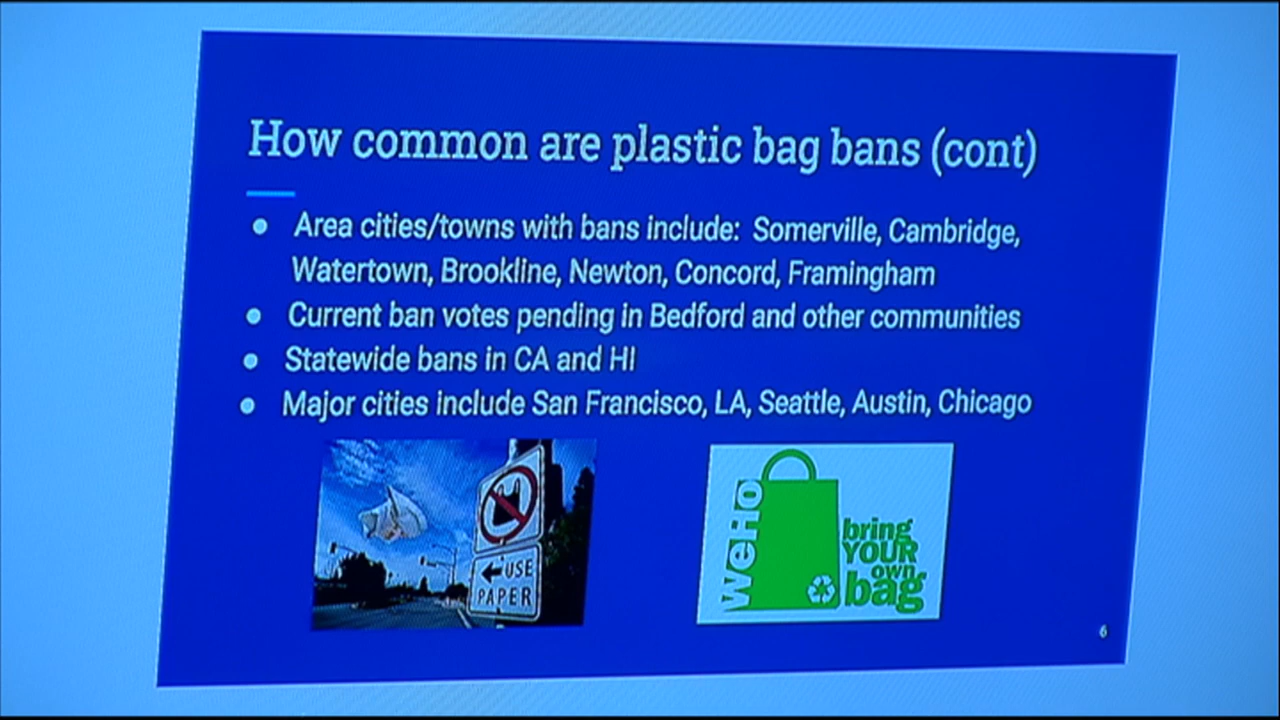 How common are plastic bag bans (cont)
● Area cities/towns with bans include: Somerville, Cambridge,
Watertown, Brookline, Newton, Concord, Framingham
● Current ban votes pending in Bedford and other communities
● Statewide bans in CA and HI
● Major cities include San Francisco, LA, Seattle, Austin, Chicago
←USE
PAPER
WeHO
bring
YOUR
own
bag
6